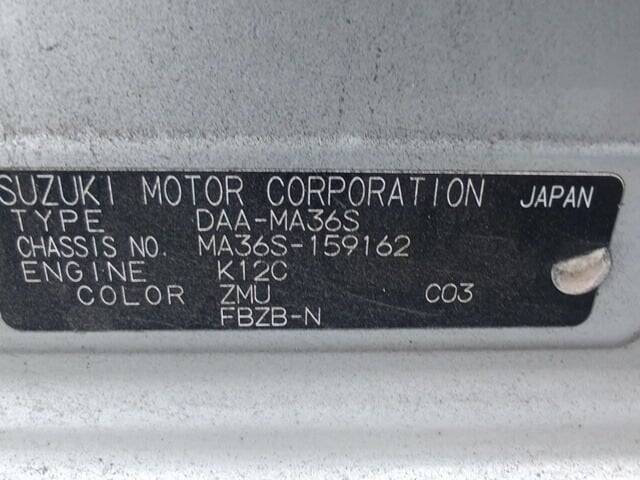 SUZUKI MOTOR CORPORATION JAPAN
TYPE DAA-MA36S
CHASSIS NO. MA36S-159162
ENGINE K12C
COLOR ZMU C03
FBZB-N